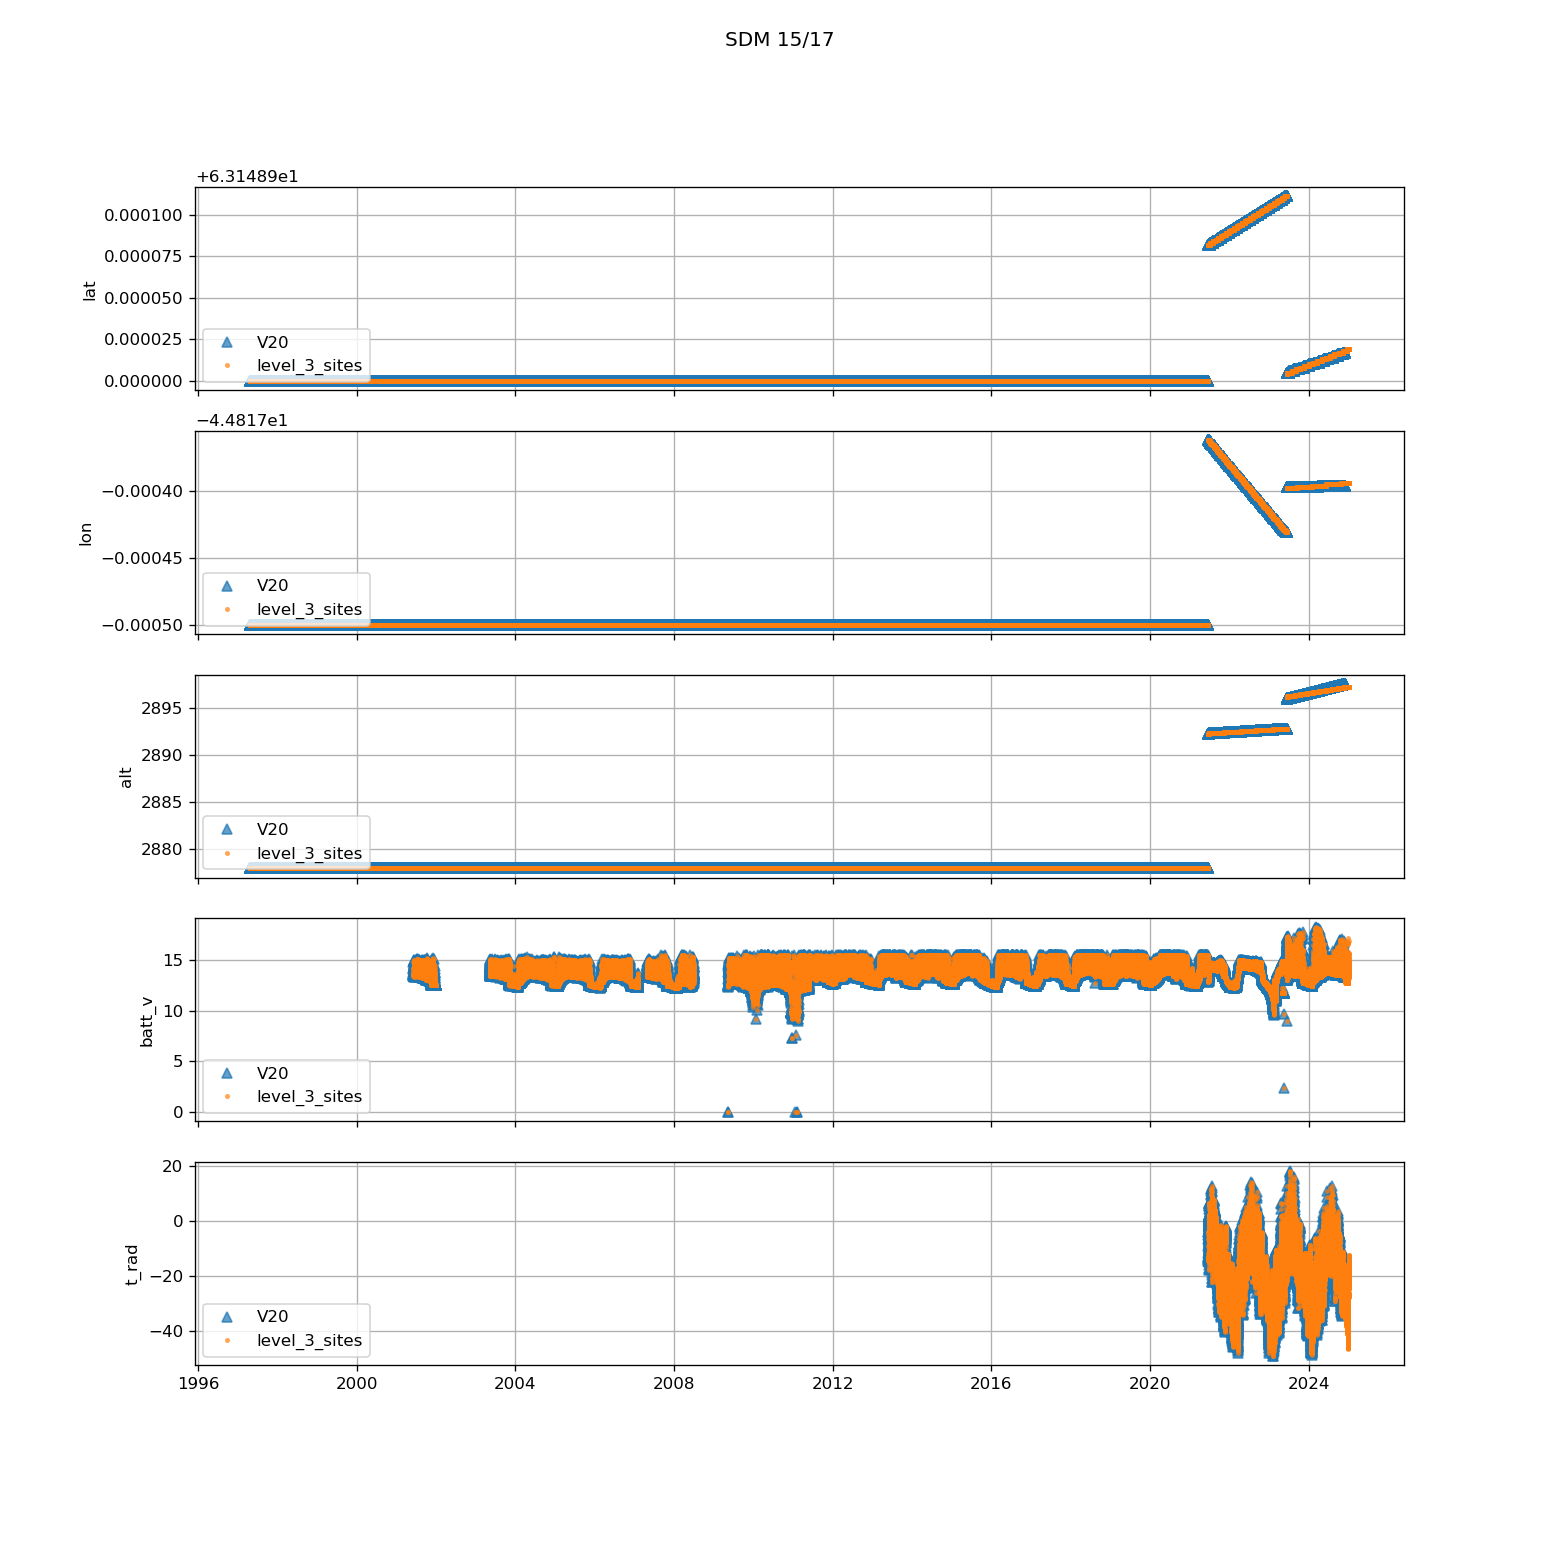 SDM 15/17
+6.31489e1
0.000100
0.000075
0.000050
0.000025
0.000000
lat
V20
level_3_sites
−4.4817e1
−0.00040
−0.00045
−0.00050
lon
V20
level_3_sites
2895
2890
2885
2880
alt
V20
level_3_sites
15
10
5
0
batt_v
V20
level_3_sites
20
0
−20
−40
t_rad
V20
level_3_sites
1996 2000 2004 2008 2012 2016 2020 2024